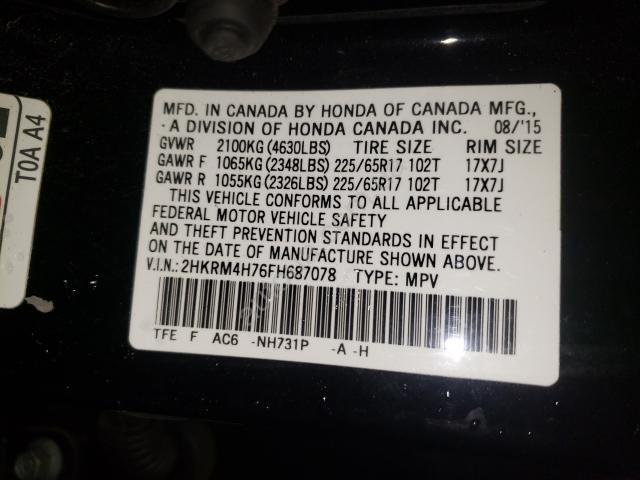 T0A A4
MFD. IN CANADA BY HONDA OF CANADA MFG.,
A DIVISION OF HONDA CANADA INC. 08/'15
GVWR 2100KG (4630LBS) TIRE SIZE RIM SIZE
GAWR F 1065KG (2348LBS) 225/65R17 102T 17X7J
GAWR R 1055KG (2326LBS) 225/65R17 102T 17X7J
THIS VEHICLE CONFORMS TO ALL APPLICABLE
FEDERAL MOTOR VEHICLE SAFETY
AND THEFT PREVENTION STANDARDS IN EFFECT
ON THE DATE OF MANUFACTURE SHOWN ABOVE.
V.I.N.: 2HKRM4H76FH687078 TYPE: MPV
TFE F AC6 -NH731P -A -H